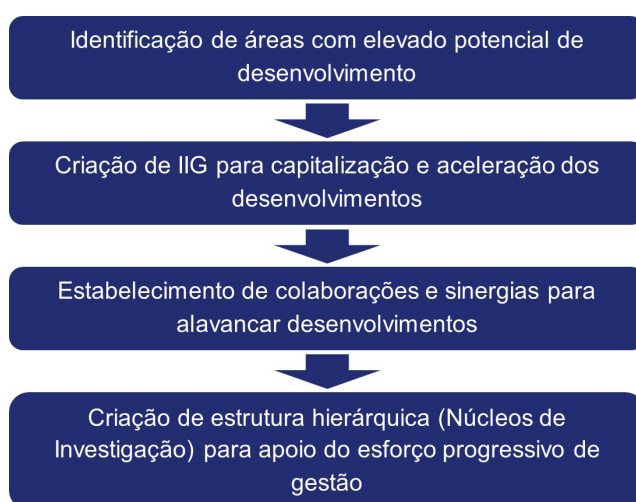 Identificação de áreas com elevado potencial de
desenvolvimento
Criação de IIG para capitalização e aceleração dos
desenvolvimentos
Estabelecimento de colaborações e sinergias para
alavancar desenvolvimentos
Criação de estrutura hierárquica (Núcleos de
Investigação) para apoio do esforço progressivo de
gestão